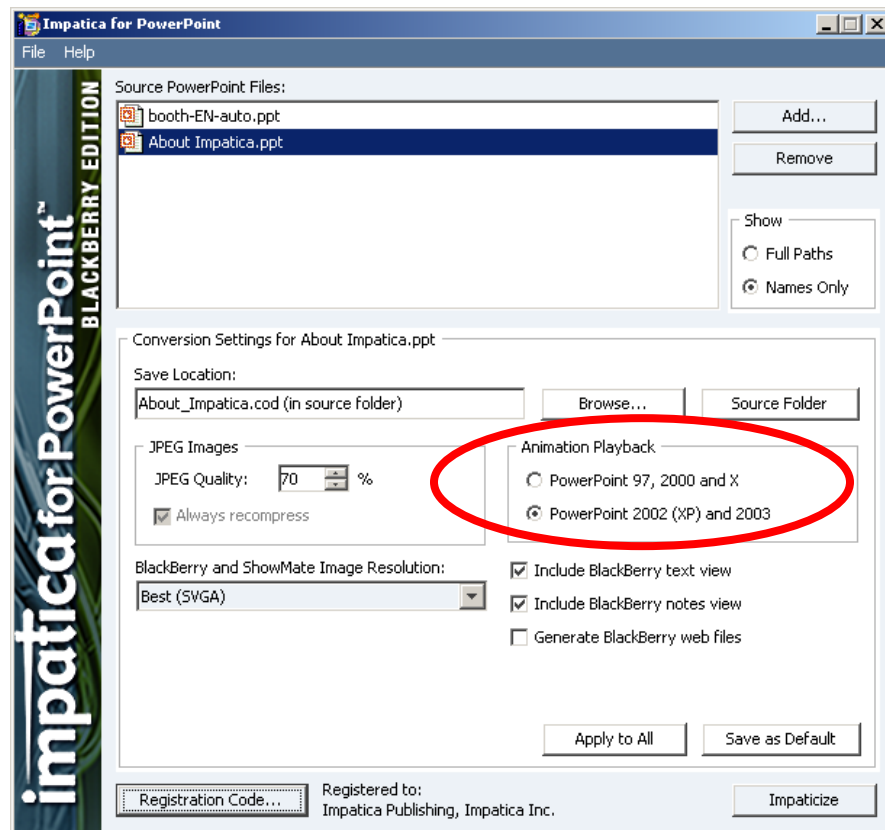 Impatica for PowerPoint
File Help
impatica for PowerPoint™
BLACKBERRY EDITION
Source PowerPoint Files:
booth-EN-auto.ppt
About Impatica.ppt
Add...
Remove
Show
Full Paths
Names Only
Conversion Settings for About Impatica.ppt
Save Location:
About_Impatica.cod (in source folder)
Browse...
Source Folder
JPEG Images
JPEG Quality: 70 %
Always recompress
Animation Playback
PowerPoint 97, 2000 and X
PowerPoint 2002 (XP) and 2003
BlackBerry and ShowMate Image Resolution:
Best (SVGA)
Include BlackBerry text view
Include BlackBerry notes view
Generate BlackBerry web files
Apply to All
Save as Default
Registration Code...
Registered to:
Impatica Publishing, Impatica Inc.
Impaticize